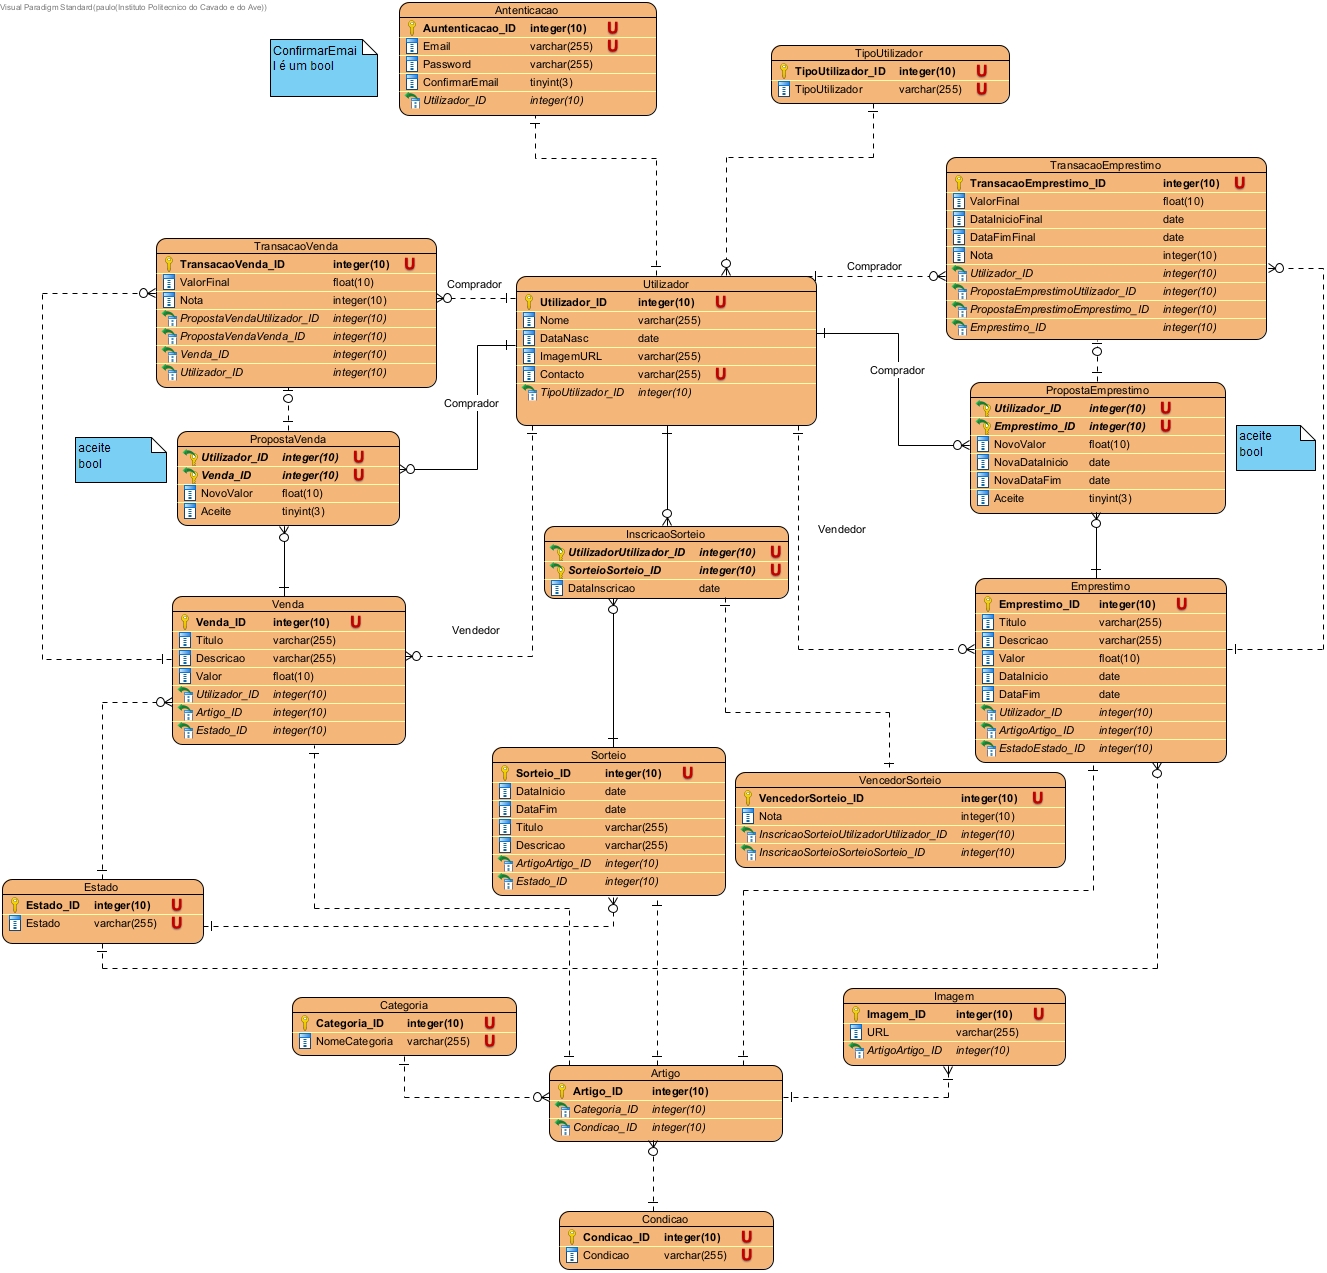 Visual Paradigm Standard(paulo(Instituto Politecnico do Cavado e do Ave))
Antenticacao
Auntenticacao_ID integer(10) U
Email varchar(255) U
Password varchar(255)
ConfirmarEmail tinyint(3)
Utilizador_ID integer(10)
ConfirmarEmai
l é um bool
TipoUtilizador
TipoUtilizador_ID integer(10) U
TipoUtilizador varchar(255) U
TransacaoEmprestimo
TransacaoEmprestimo_ID integer(10) U
ValorFinal float(10)
DataInicioFinal date
DataFimFinal date
Nota integer(10)
Utilizador_ID integer(10)
PropostaEmprestimoUtilizador_ID integer(10)
PropostaEmprestimoEmprestimo_ID integer(10)
Emprestimo_ID integer(10)
TransacaoVenda
TransacaoVenda_ID integer(10) U
ValorFinal float(10)
Nota integer(10)
PropostaVendaUtilizador_ID integer(10)
PropostaVendaVenda_ID integer(10)
Venda_ID integer(10)
Utilizador_ID integer(10)
Comprador
Comprador
Utilizador
Utilizador_ID integer(10) U
Nome varchar(255)
DataNasc date
ImagemURL varchar(255)
Contacto varchar(255) U
TipoUtilizador_ID integer(10)
Comprador
Comprador
PropostaEmprestimo
Utilizador_ID integer(10) U
Emprestimo_ID integer(10) U
NovoValor float(10)
NovaDataInicio date
NovaDataFim date
Aceite tinyint(3)
aceite
bool
aceite
bool
PropostaVenda
Utilizador_ID integer(10) U
Venda_ID integer(10) U
NovoValor float(10)
Aceite tinyint(3)
InscricaoSorteio
UtilizadorUtilizador_ID integer(10) U
SorteioSorteio_ID integer(10) U
DataInscricao date
Vendedor
Vendedor
Venda
Venda_ID integer(10) U
Titulo varchar(255)
Descricao varchar(255)
Valor float(10)
Utilizador_ID integer(10)
Artigo_ID integer(10)
Estado_ID integer(10)
Emprestimo
Emprestimo_ID integer(10) U
Titulo varchar(255)
Descricao varchar(255)
Valor float(10)
DataInicio date
DataFim date
Utilizador_ID integer(10)
ArtigoArtigo_ID integer(10)
EstadoEstado_ID integer(10)
Sorteio
Sorteio_ID integer(10) U
DataInicio date
DataFim date
Titulo varchar(255)
Descricao varchar(255)
ArtigoArtigo_ID integer(10)
Estado_ID integer(10)
VencedorSorteio
VencedorSorteio_ID integer(10) U
Nota integer(10)
InscricaoSorteioUtilizadorUtilizador_ID integer(10)
InscricaoSorteioSorteioSorteio_ID integer(10)
Estado
Estado_ID integer(10) U
Estado varchar(255) U
Categoria
Categoria_ID integer(10) U
NomeCategoria varchar(255) U
Imagem
Imagem_ID integer(10) U
URL varchar(255)
ArtigoArtigo_ID integer(10)
Artigo
Artigo_ID integer(10)
Categoria_ID integer(10)
Condicao_ID integer(10)
Condicao
Condicao_ID integer(10) U
Condicao varchar(255) U